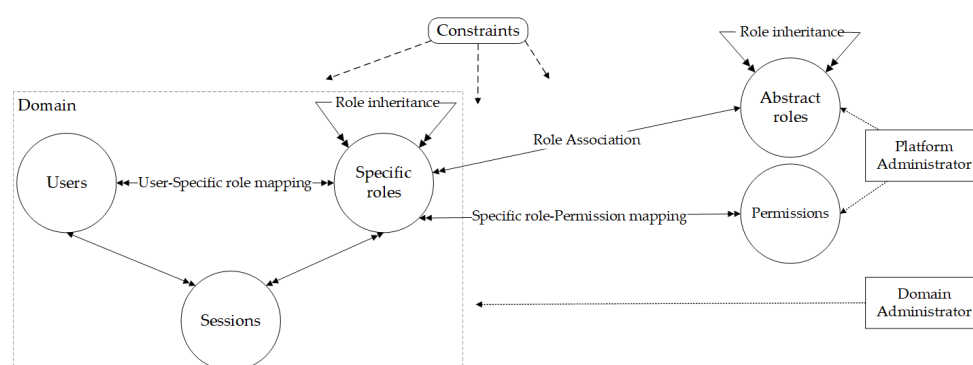 Constraints
Role inheritance
Domain
Role inheritance
Abstract
roles
Role Association
Platform
Administrator
Users
User-Specific role mapping
Specific
roles
Specific role-Permission mapping
Permissions
Domain
Administrator
Sessions